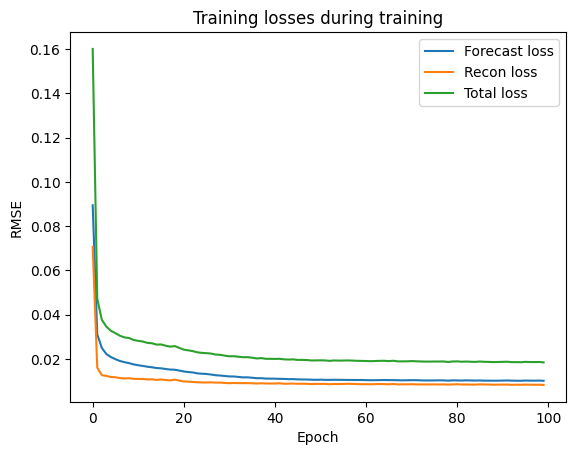 Training losses during training
0.16
0.14
0.12
0.10
0.08
0.06
0.04
0.02
RMSE
Forecast loss
Recon loss
Total loss
0 20 40 60 80 100
Epoch